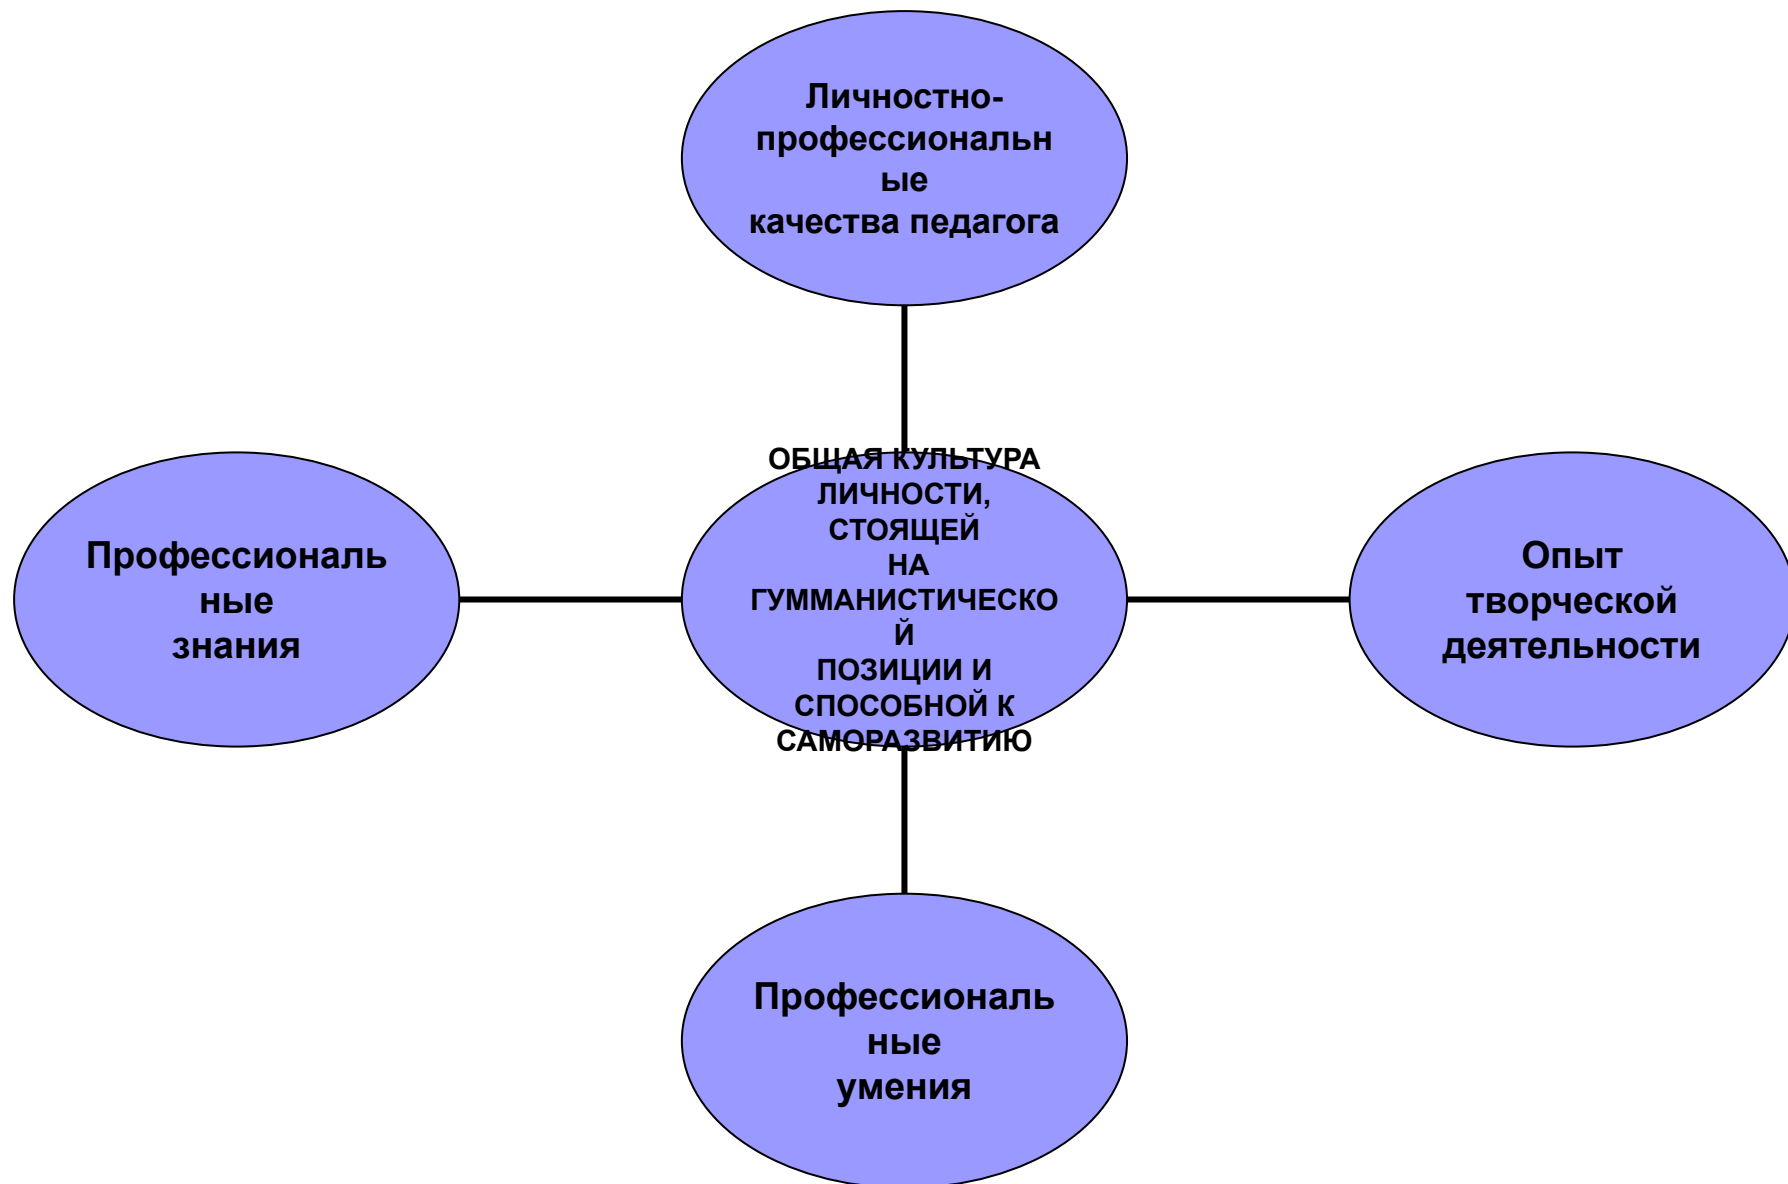 Личностно-
профессиональн
ые
качества педагога
ОБЩАЯ КУЛЬТУРА
ЛИЧНОСТИ,
СТОЯЩЕЙ
НА
ГУММАНИСТИЧЕСКО
Й
ПОЗИЦИИ И
СПОСОБНОЙ К
САМОРАЗВИТИЮ
Профессиональ
ные
знания
Опыт
творческой
деятельности
Профессиональ
ные
умения